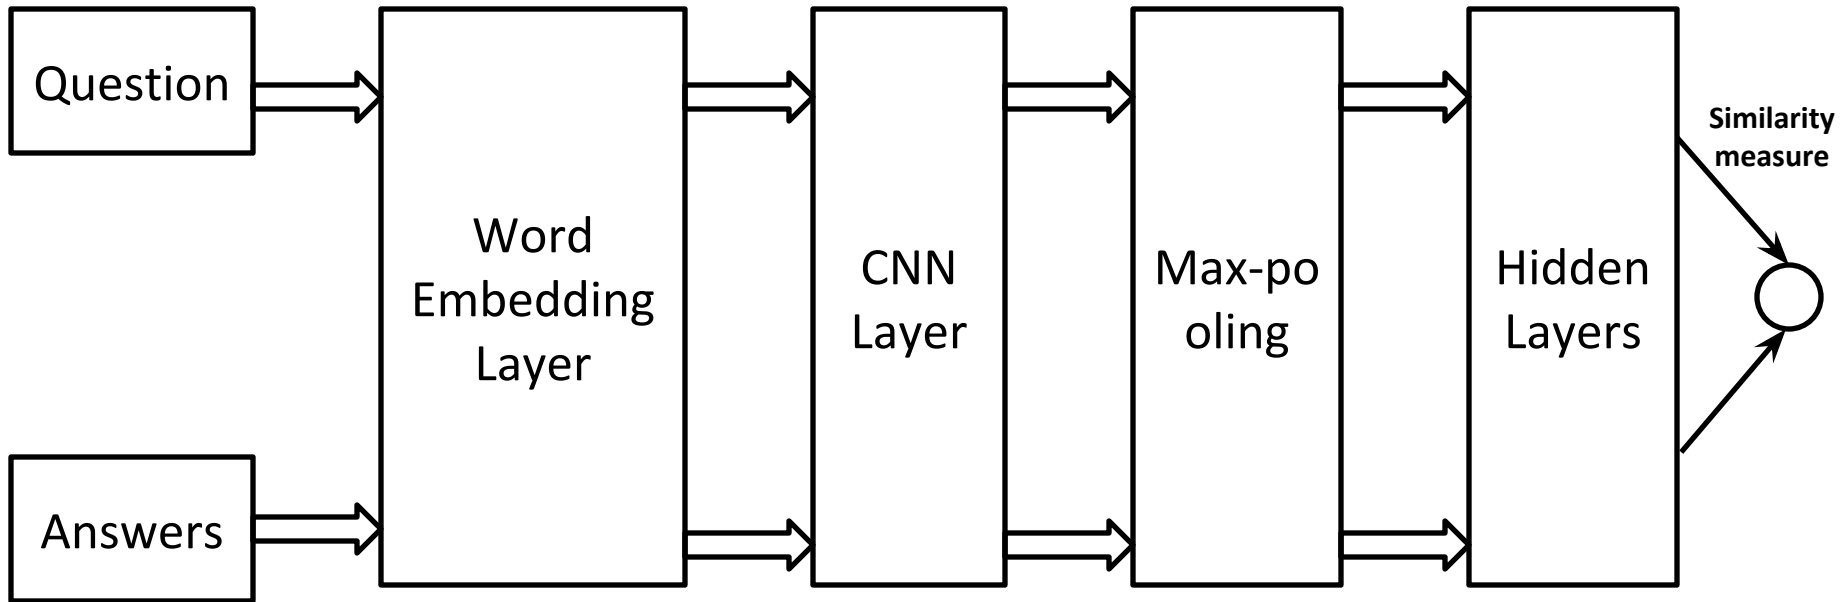 Question
Answers
Word
Embedding
Layer
CNN
Layer
Max-po
oling
Hidden
Layers
Similarity
measure